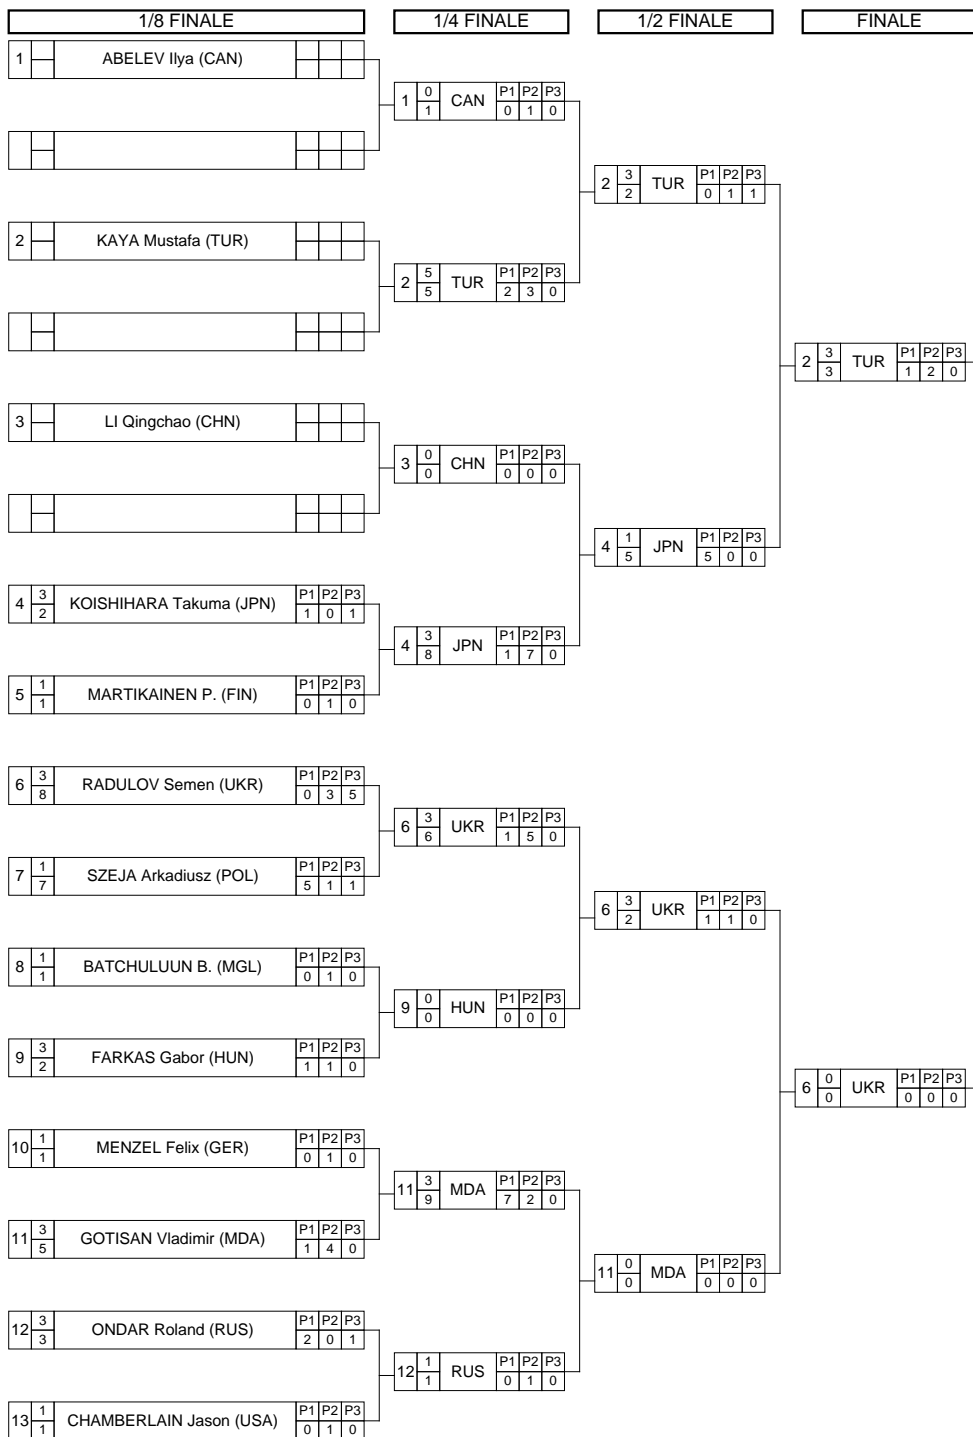 1/8 FINALE 1/4 FINALE 1/2 FINALE FINALE
1 ABELEV Ilya (CAN)
1 0 1 CAN P1 P2 P3 0 1 0
2 3 2 TUR P1 P2 P3 0 1 1
2 KAYA Mustafa (TUR)
2 5 5 TUR P1 P2 P3 2 3 0
2 3 3 TUR P1 P2 P3 1 2 0
3 LI Qingchao (CHN)
3 0 0 CHN P1 P2 P3 0 0 0
4 1 5 JPN P1 P2 P3 5 0 0
4 3 2 KOISHIHARA Takuma (JPN) P1 P2 P3 1 0 1
4 3 8 JPN P1 P2 P3 1 7 0
5 1 1 MARTIKAINEN P. (FIN) P1 P2 P3 0 1 0
6 3 8 RADULOV Semen (UKR) P1 P2 P3 0 3 5
6 3 6 UKR P1 P2 P3 1 5 0
7 1 7 SZEJA Arkadiusz (POL) P1 P2 P3 5 1 1
6 3 2 UKR P1 P2 P3 1 1 0
8 1 1 BATCHULUUN B. (MGL) P1 P2 P3 0 1 0
9 0 0 HUN P1 P2 P3 0 0 0
9 3 2 FARKAS Gabor (HUN) P1 P2 P3 1 1 0
6 0 0 UKR P1 P2 P3 0 0 0
10 1 1 MENZEL Felix (GER) P1 P2 P3 0 1 0
11 3 9 MDA P1 P2 P3 7 2 0
11 3 5 GOTISAN Vladimir (MDA) P1 P2 P3 1 4 0
11 0 0 MDA P1 P2 P3 0 0 0
12 3 3 ONDAR Roland (RUS) P1 P2 P3 2 0 1
12 1 1 RUS P1 P2 P3 0 1 0
13 1 1 CHAMBERLAIN Jason (USA) P1 P2 P3 0 1 0